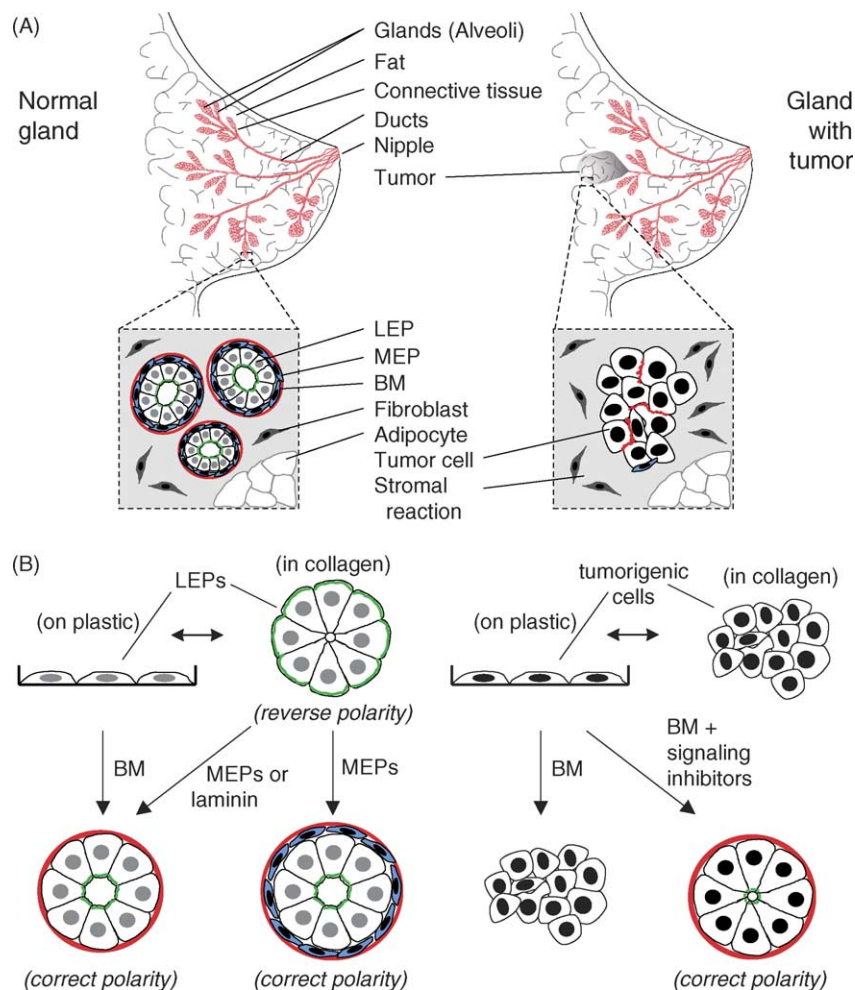 (A)
Normal
gland
Glands (Alveoli)
Fat
Connective tissue
Ducts
Nipple
Tumor
Gland
with
tumor
LEP
MEP
BM
Fibroblast
Adipocyte
Tumor cell
Stromal
reaction
(B)
LEPs
(in collagen)
(on plastic)
(reverse polarity)
tumorigenic
cells
(in collagen)
(on plastic)
BM
MEPs or
laminin
MEPs
BM
BM +
signaling
inhibitors
(correct polarity)
(correct polarity)
(correct polarity)